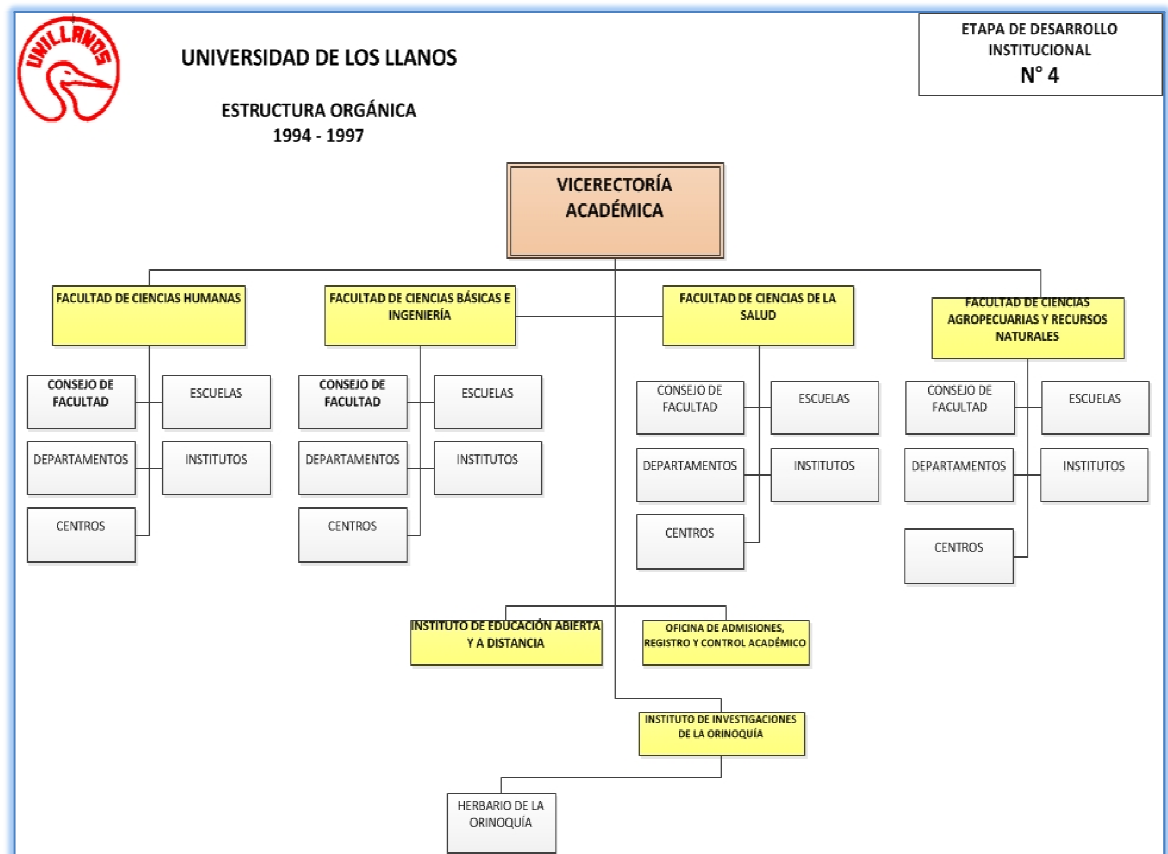 UNILLANOS
UNIVERSIDAD DE LOS LLANOS
ESTRUCTURA ORGÁNICA
1994 - 1997
ETAPA DE DESARROLLO
INSTITUCIONAL
N° 4
VICERECTORÍA
ACADÉMICA
FACULTAD DE CIENCIAS HUMANAS
FACULTAD DE CIENCIAS BÁSICAS E
INGENIERÍA
FACULTAD DE CIENCIAS DE LA
SALUD
FACULTAD DE CIENCIAS
AGROPECUARIAS Y RECURSOS
NATURALES
CONSEJO DE
FACULTAD
ESCUELAS
DEPARTAMENTOS
INSTITUTOS
CENTROS
CONSEJO DE
FACULTAD
ESCUELAS
DEPARTAMENTOS
INSTITUTOS
CENTROS
CONSEJO DE
FACULTAD
ESCUELAS
DEPARTAMENTOS
INSTITUTOS
CENTROS
CONSEJO DE
FACULTAD
ESCUELAS
DEPARTAMENTOS
INSTITUTOS
CENTROS
INSTITUTO DE EDUCACIÓN ABIERTA
Y A DISTANCIA
OFICINA DE ADMISIONES,
REGISTRO Y CONTROL ACADÉMICO
INSTITUTO DE INVESTIGACIONES
DE LA ORINOQUÍA
HERBARIO DE LA
ORINOQUÍA